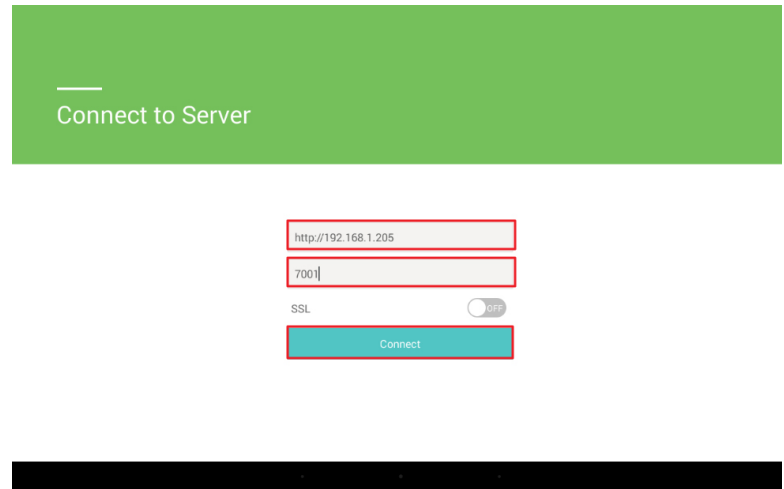 Connect to Server
http://192.168.1.205
7001
SSL
OFF
Connect